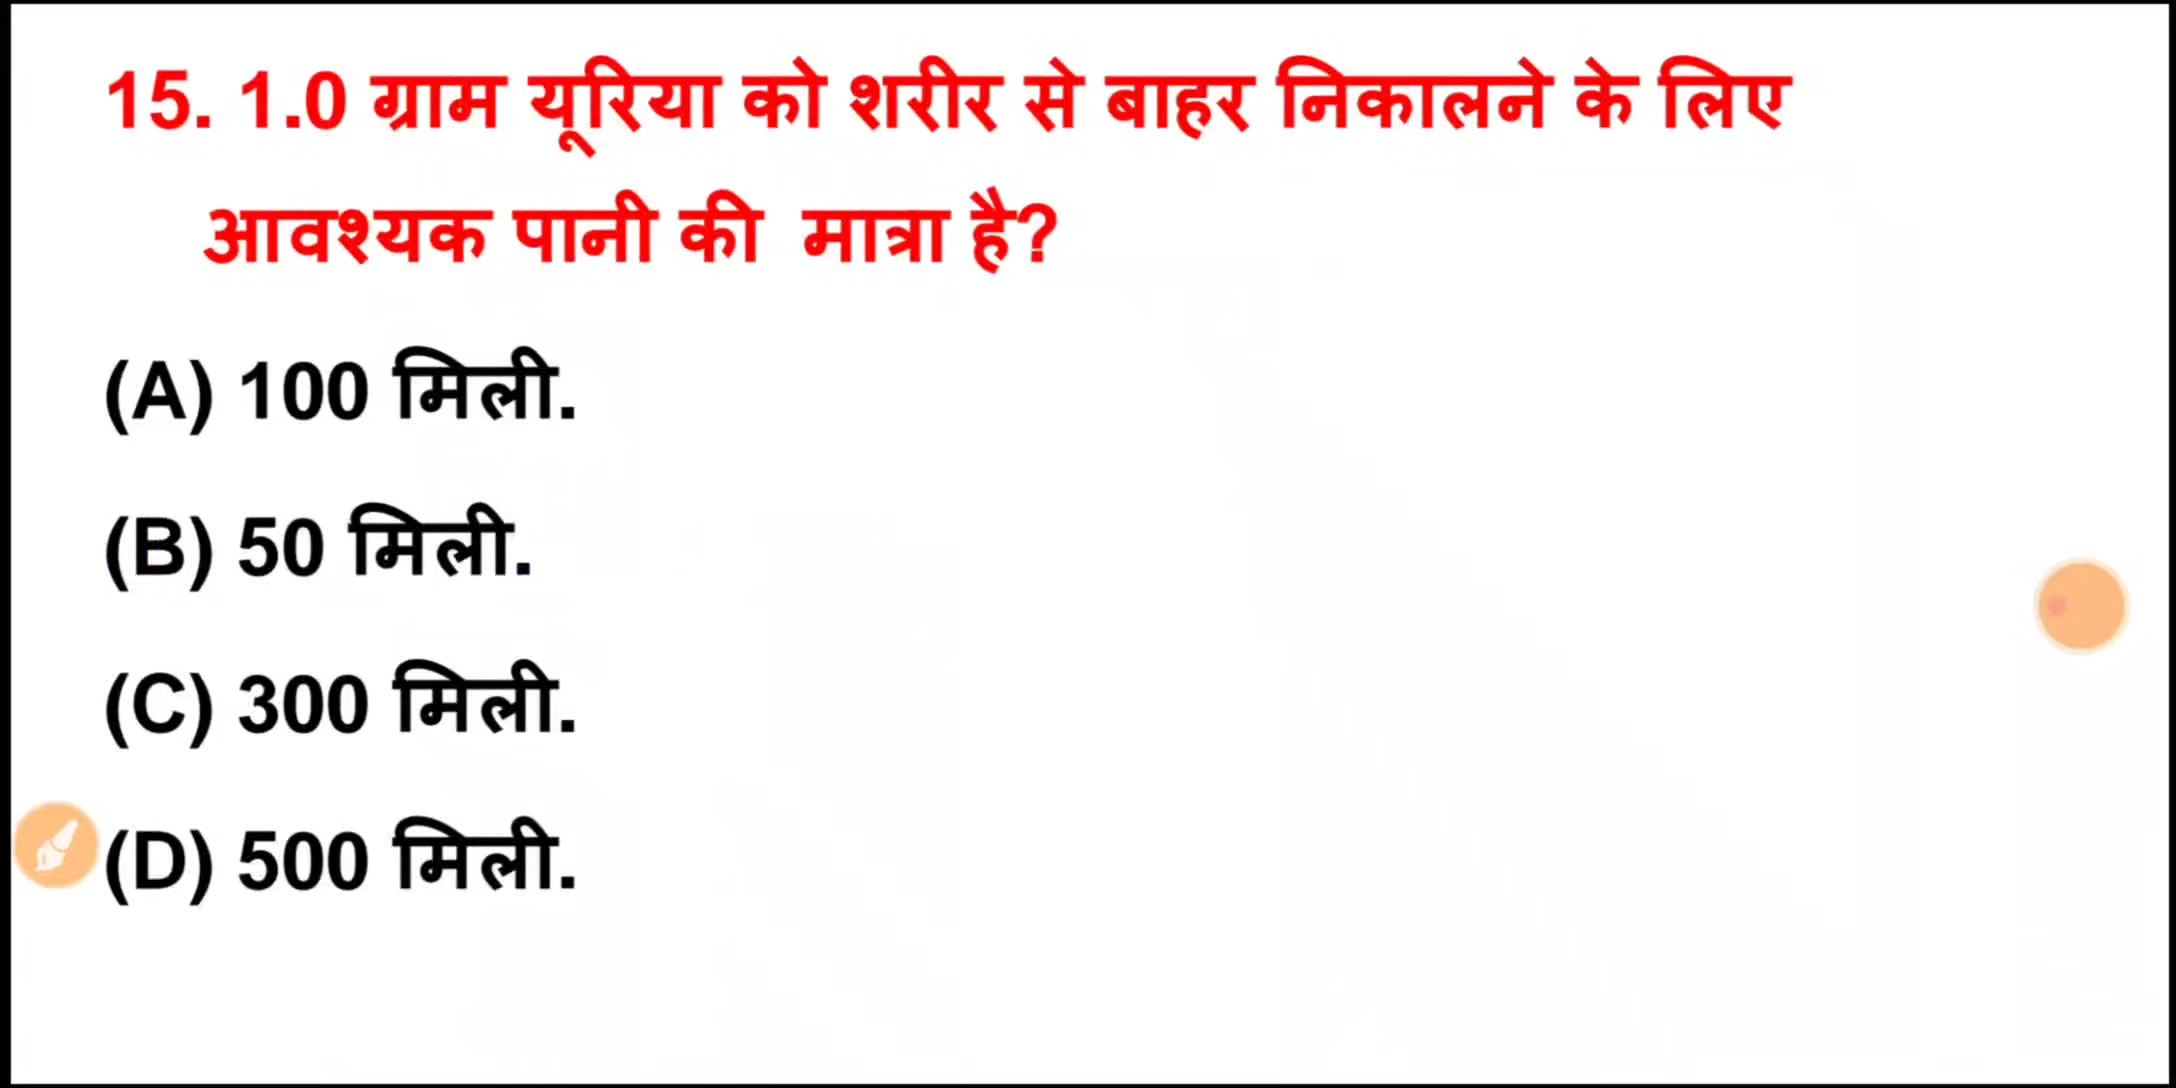 15. 1.0 ग्राम यूरिया को शरीर से बाहर निकालने के लिए
आवश्यक पानी की मात्रा है?
(A) 100 मिली.
(B) 50 मिली.
(C) 300 मिली.
(D) 500 मिली.